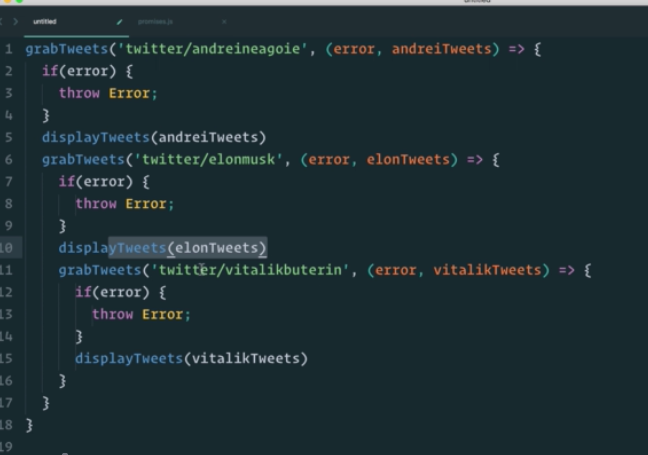 untitled
untitled
promises.js
1 grabTweets('twitter/andreineagoie', (error, andreiTweets) => {
2 if(error) {
3 throw Error;
4 }
5 displayTweets(andreiTweets)
6 grabTweets('twitter/elonmusk', (error, elonTweets) => {
7 if(error) {
8 throw Error;
9 }
10 displayTweets(elonTweets)
11 grabTweets('twitter/vitalikbuterin', (error, vitalikTweets) => {
12 if(error) {
13 throw Error;
14 }
15 displayTweets(vitalikTweets)
16 }
17 }
18 }
19